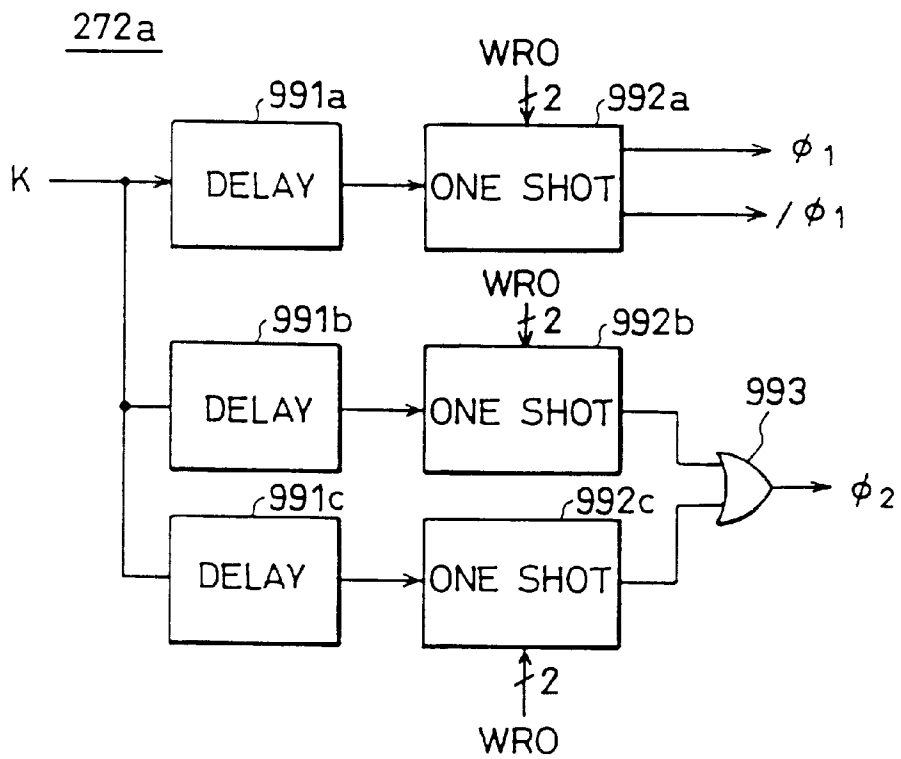 272a
WRO
2
991a
992a
K
DELAY
ONE SHOT
ϕ1
/ϕ1
WRO
2
991b
992b
DELAY
ONE SHOT
993
ϕ2
991c
992c
DELAY
ONE SHOT
2
WRO